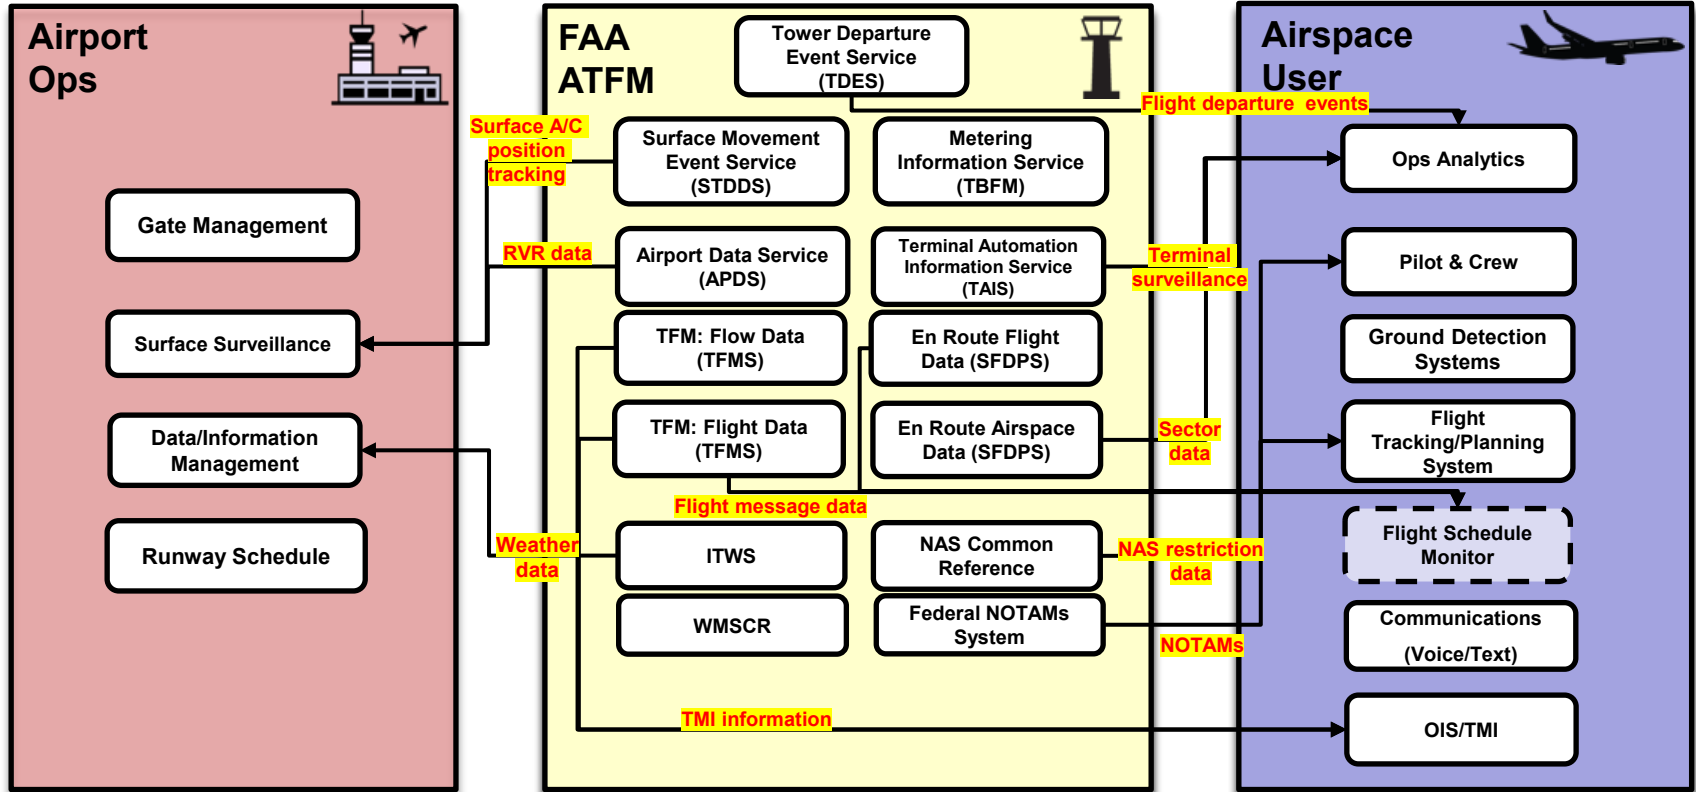 Airport
Ops
Gate Management
Surface Surveillance
Data/Information
Management
Runway Schedule
Surface A/C
position
tracking
RVR data
Weather
data
FAA
ATFM
Tower Departure
Event Service
(TDES)
Surface Movement
Event Service
(STDDS)
Metering
Information Service
(TBFM)
Airport Data Service
(APDS)
Terminal Automation
Information Service
(TAIS)
TFM: Flow Data
(TFMS)
En Route Flight
Data (SFDPS)
TFM: Flight Data
(TFMS)
En Route Airspace
Data (SFDPS)
Flight message data
ITWS
NAS Common
Reference
WMSCR
Federal NOTAMs
System
TMI information
Flight departure events
Terminal
surveillance
Sector
data
NAS restriction
data
NOTAMs
Airspace
User
Ops Analytics
Pilot & Crew
Ground Detection
Systems
Flight
Tracking/Planning
System
Flight Schedule
Monitor
Communications
(Voice/Text)
OIS/TMI